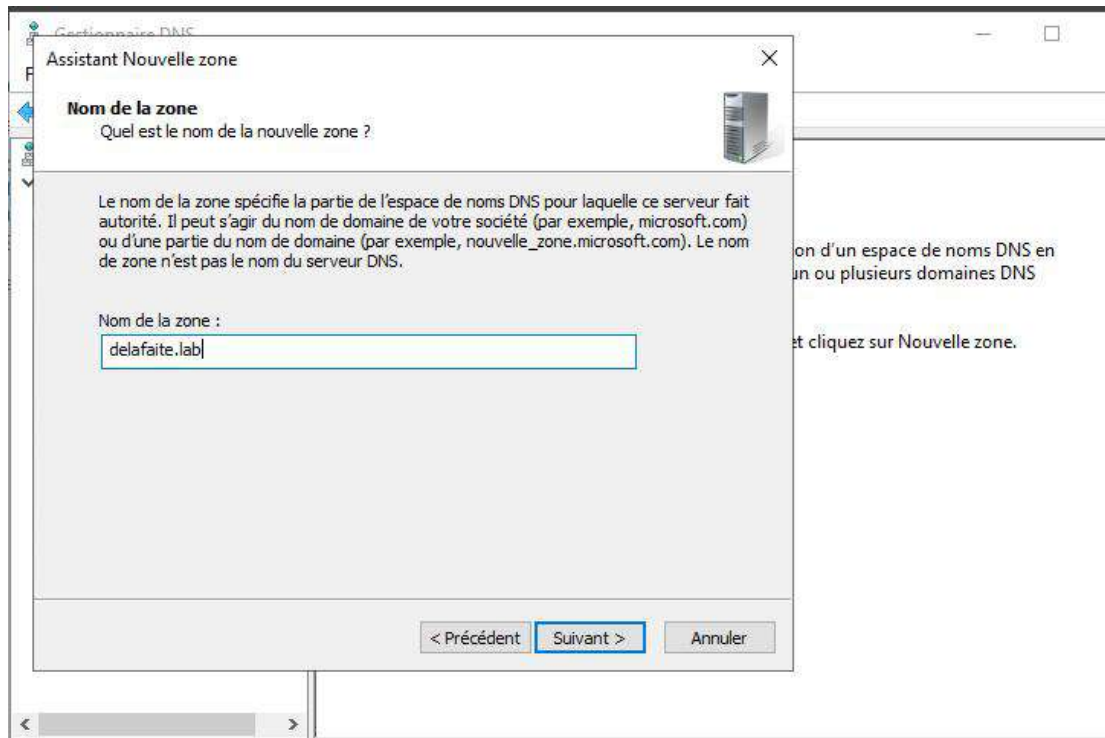 Gestionnaire DNS
Assistant Nouvelle zone
Nom de la zone
Quel est le nom de la nouvelle zone ?
Le nom de la zone spécifie la partie de l'espace de noms DNS pour laquelle ce serveur fait
autorité. Il peut s'agir du nom de domaine de votre société (par exemple, microsoft.com)
ou d'une partie du nom de domaine (par exemple, nouvelle_zone.microsoft.com). Le nom
de zone n'est pas le nom du serveur DNS.
Nom de la zone :
delafaite.lab
< Précédent
Suivant >
Annuler
on d'un espace de noms DNS en
un ou plusieurs domaines DNS
et cliquez sur Nouvelle zone.